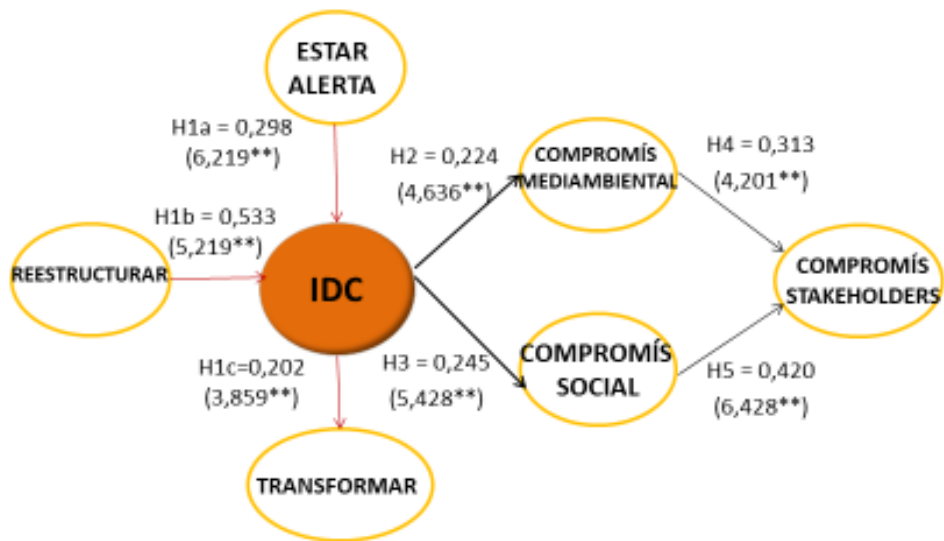 ESTAR
ALERTA
H1a = 0,298
(6,219**)
H2 = 0,224
(4,636**)
COMPROMÍS
MEDIAMBIENTAL
H4 = 0,313
(4,201**)
H1b = 0,533
(5,219**)
REESTRUCTURAR
IDC
COMPROMÍS
STAKEHOLDERS
H1c=0,202
(3,859**)
H3 = 0,245
(5,428**)
COMPROMÍS
SOCIAL
H5 = 0,420
(6,428**)
TRANSFORMAR